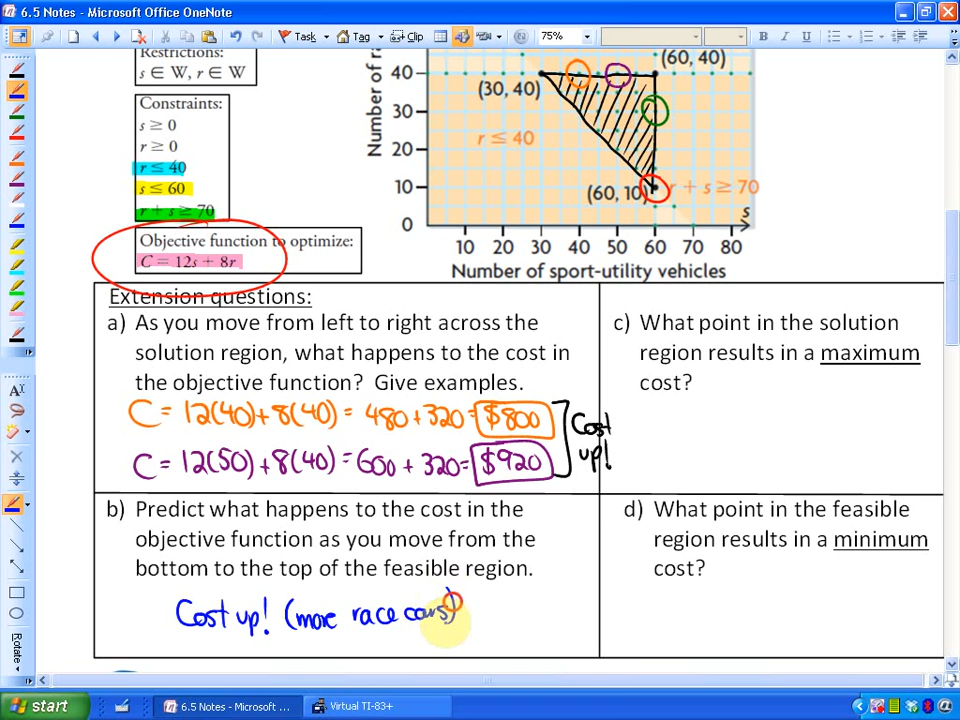 6.5 Notes - Microsoft Office OneNote
Task
Tag
Clip
75%
B I U
Restrictions:
s ∈ W, r ∈ W
Constraints:
s ≥ 0
r ≥ 0
r ≤ 40
s ≤ 60
r + s ≥ 70
Objective function to optimize:
C = 12s + 8r
Number of ra
40
30
20
10
0
(30, 40)
(60, 40)
r ≤ 40
(60, 10)
r + s ≥ 70
s
10 20 30 40 50 60 70 80
Number of sport-utility vehicles
Extension questions:
a) As you move from left to right across the
solution region, what happens to the cost in
the objective function? Give examples.
C = 12(40)+8(40) = 480+320=$800
C = 12(50)+8(40)=600+320=$920
Cost
up!
b) Predict what happens to the cost in the
objective function as you move from the
bottom to the top of the feasible region.
Cost up! (more race cars)
c) What point in the solution
region results in a maximum
cost?
d) What point in the feasible
region results in a minimum
cost?
Rotate
start
6.5 Notes - Microsoft ...
Virtual TI-83+